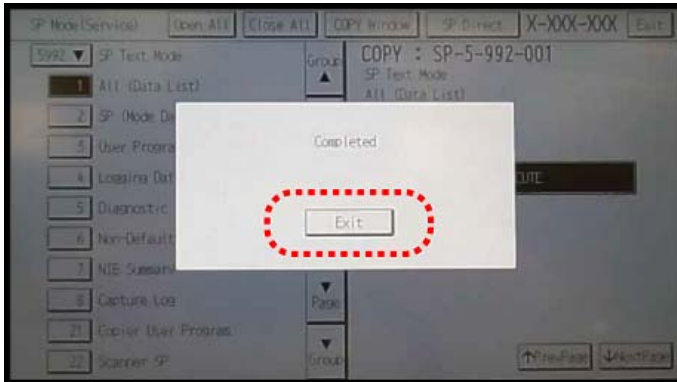 SP Mode(Service) Open All Close All COPY Window SP Direct X-XXX-XXX Exit
5992 ▼ SP Text Mode
1 All (Data List)
2 SP (Mode Da
3 User Progra
4 Logging Dat
5 Diagnostic
6 Non-Default
7 NIB Summar
8 Capture Log
21 Copier User Program
22 Scanner SP
Group
Page
Group
COPY : SP-5-992-001
SP Text Mode
All (Data List)
CUTE
↑PrevPage ↓NextPage
Completed
Exit